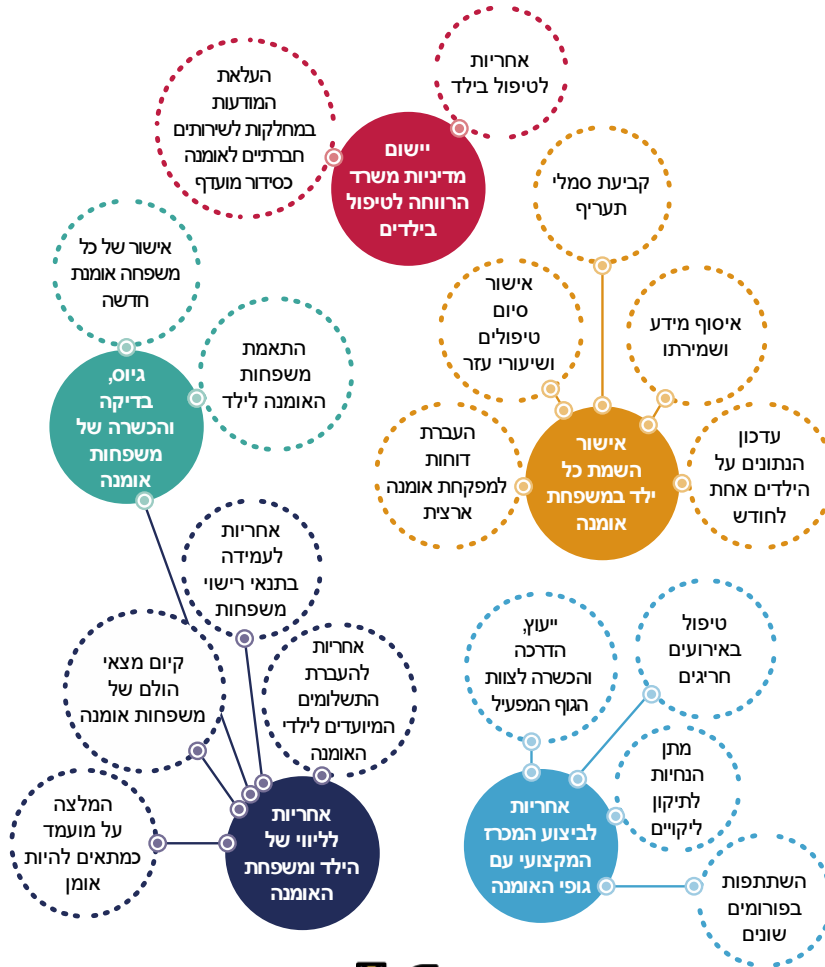 אחריות
לטיפול בילד
העלאת
המודעות
במחלקות לשירותים
חברתיים לאומנה
כסידור מועדף
יישום
מדיניות משרד
הרווחה לטיפול
בילדים
קביעת סמלי
תעריף
אישור
סיום
טיפולים
ושיעורי עזר
איסוף מידע
ושמירתו
העברת
דוחות
למפקחת אומנה
ארצית
עדכון
הנתונים על
הילדים אחת
לחודש
אישור
השמת כל
ילד במשפחת
אומנה
אישור של כל
משפחה אומנת
חדשה
התאמת
משפחות
האומנה לילד
גיוס,
בדיקה
והכשרה של
משפחות
אומנה
אחריות
לעמידה
בתנאי רישוי
משפחות
קיום מצאי
הולם של
משפחות אומנה
אחריות
להעברת
התשלומים
המיועדים לילדי
האומנה
המלצה
על מועמד
כמתאים להיות
אומן
אחריות
לליווי של
הילד ומשפחת
האומנה
טיפול
באירועים
חריגים
ייעוץ,
הדרכה
והכשרה לצוות
הגוף המפעיל
מתן
הנחיות
לתיקון
ליקויים
השתתפות
בפורומים
שונים
אחריות
לביצוע המכרז
המקצועי עם
גופי האומנה